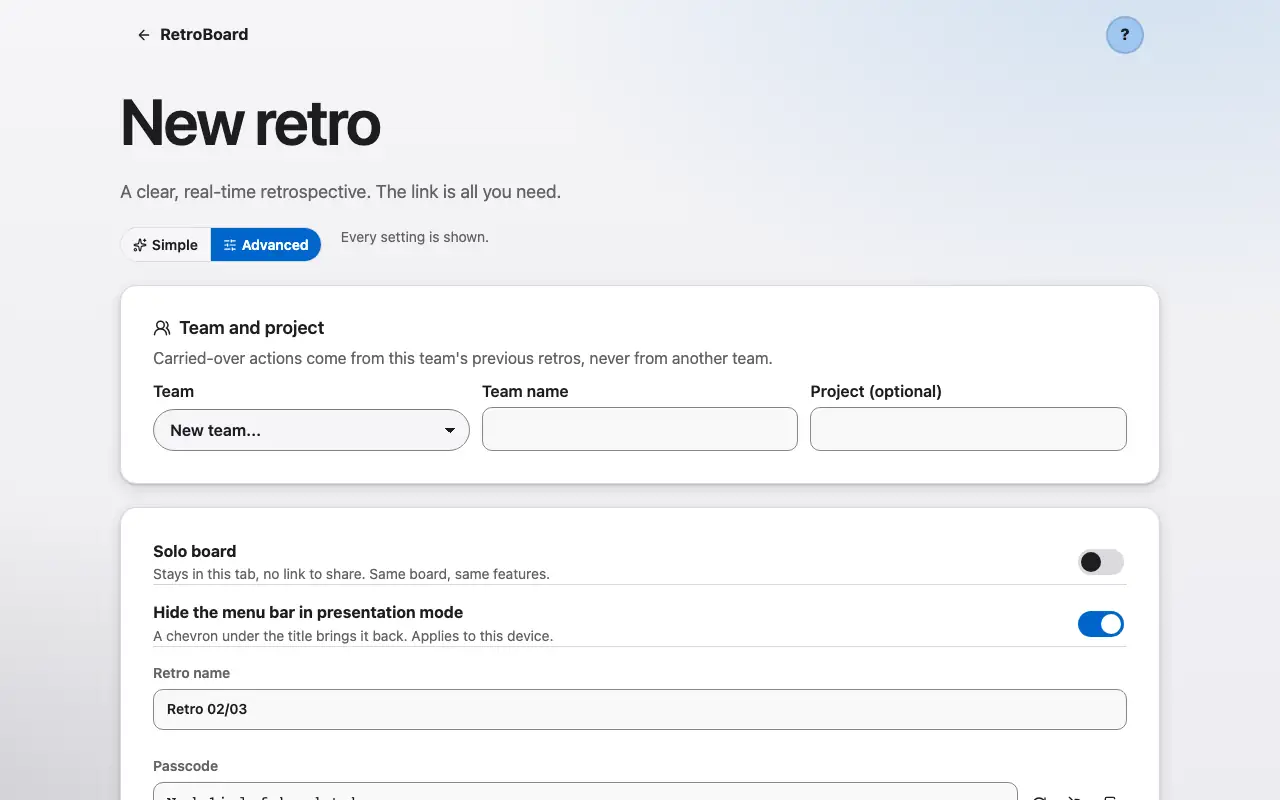 RetroBoard
?
New retro
A clear, real-time retrospective. The link is all you need.
Simple
Advanced
Every setting is shown.
Team and project
Carried-over actions come from this team's previous retros, never from another team.
Team
Team name
Project (optional)
New team...
Solo board
Stays in this tab, no link to share. Same board, same features.
Hide the menu bar in presentation mode
A chevron under the title brings it back. Applies to this device.
Retro name
Retro 02/03
Passcode